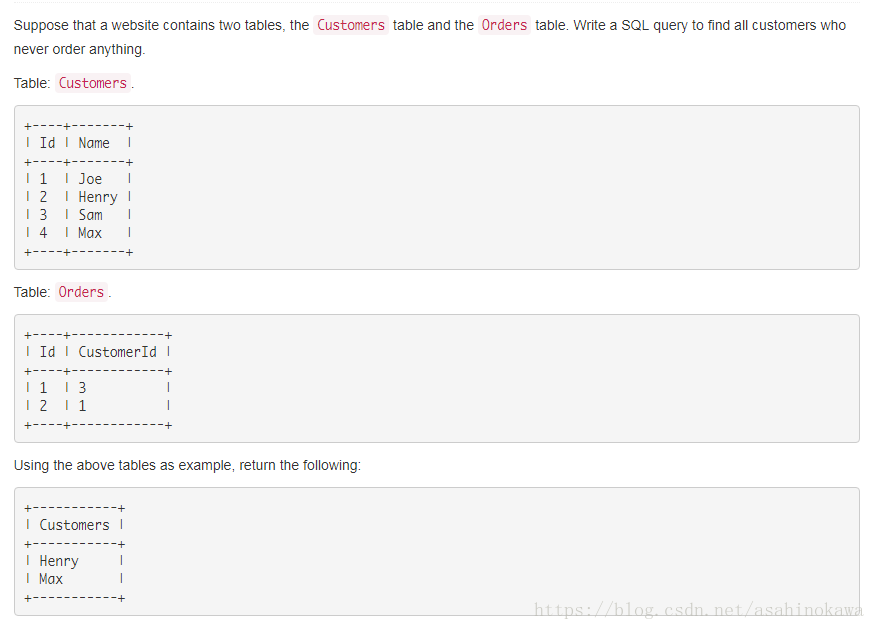 Suppose that a website contains two tables, the Customers table and the Orders table. Write a SQL query to find all customers who
never order anything.
Table: Customers.
+----+-------+
| Id | Name  |
+----+-------+
| 1  | Joe   |
| 2  | Henry |
| 3  | Sam   |
| 4  | Max   |
+----+-------+
Table: Orders.
+----+------------+
| Id | CustomerId |
+----+------------+
| 1  | 3          |
| 2  | 1          |
+----+------------+
Using the above tables as example, return the following:
+-----------+
| Customers |
+-----------+
| Henry     |
| Max       |
+-----------+
https://blog.csdn.net/asahinokawa